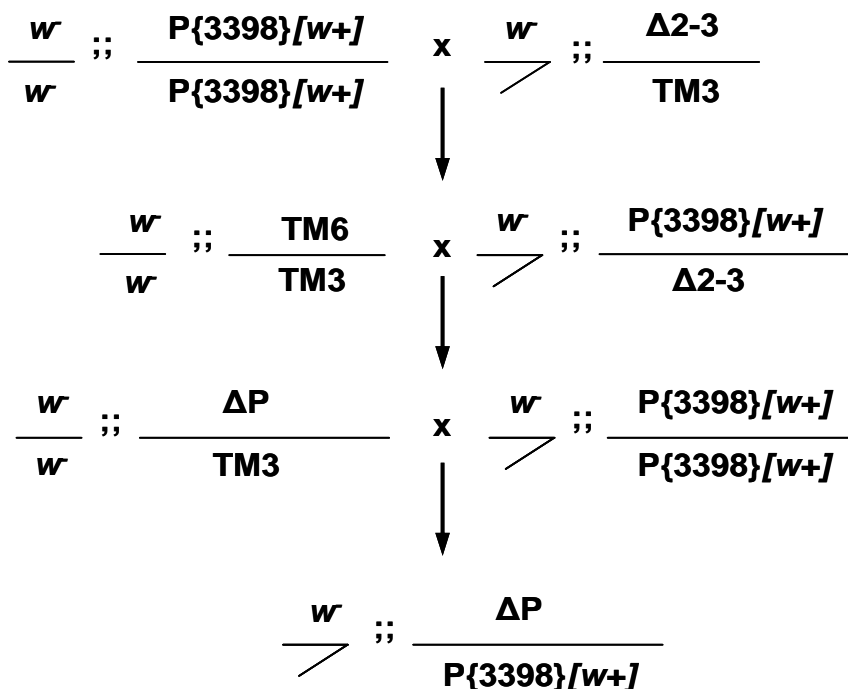 w- ;; P{3398}[w+] x w- ;; Δ2-3
w- P{3398}[w+] TM3
w- ;; TM6 x w- ;; P{3398}[w+]
w- TM3 Δ2-3
w- ;; ΔP x w- ;; P{3398}[w+]
w- TM3 P{3398}[w+]
w- ;; ΔP
P{3398}[w+]